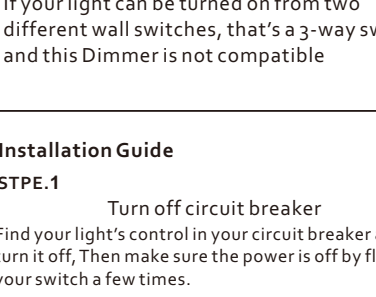 If your light can be turned on from two
different wall switches, that's a 3-way
and this Dimmer is not compatible
Installation Guide
STPE.1
Turn off circuit breaker
Find your light's control in your circuit breaker
turn it off, Then make sure the power is off by
your switch a few times.